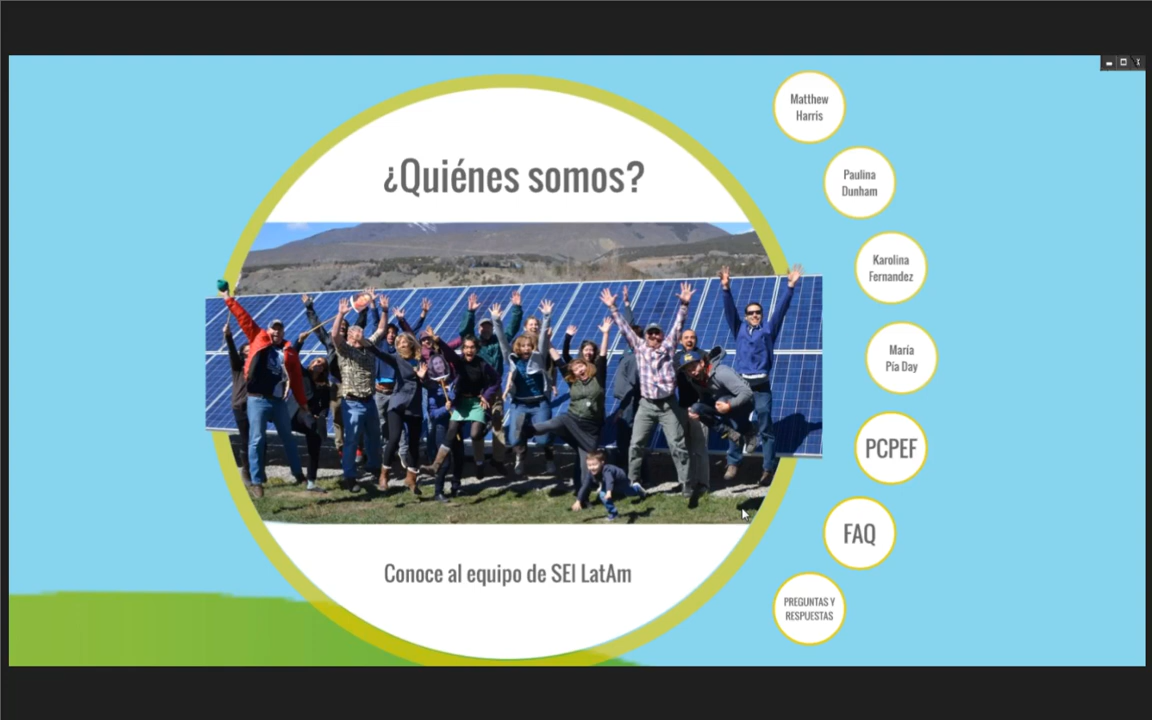 ¿Quiénes somos?
Conoce al equipo de SEI LatAm
Matthew
Harris
Paulina
Dunham
Karolina
Fernandez
María
Pía Day
PCPEF
FAQ
PREGUNTAS Y
RESPUESTAS